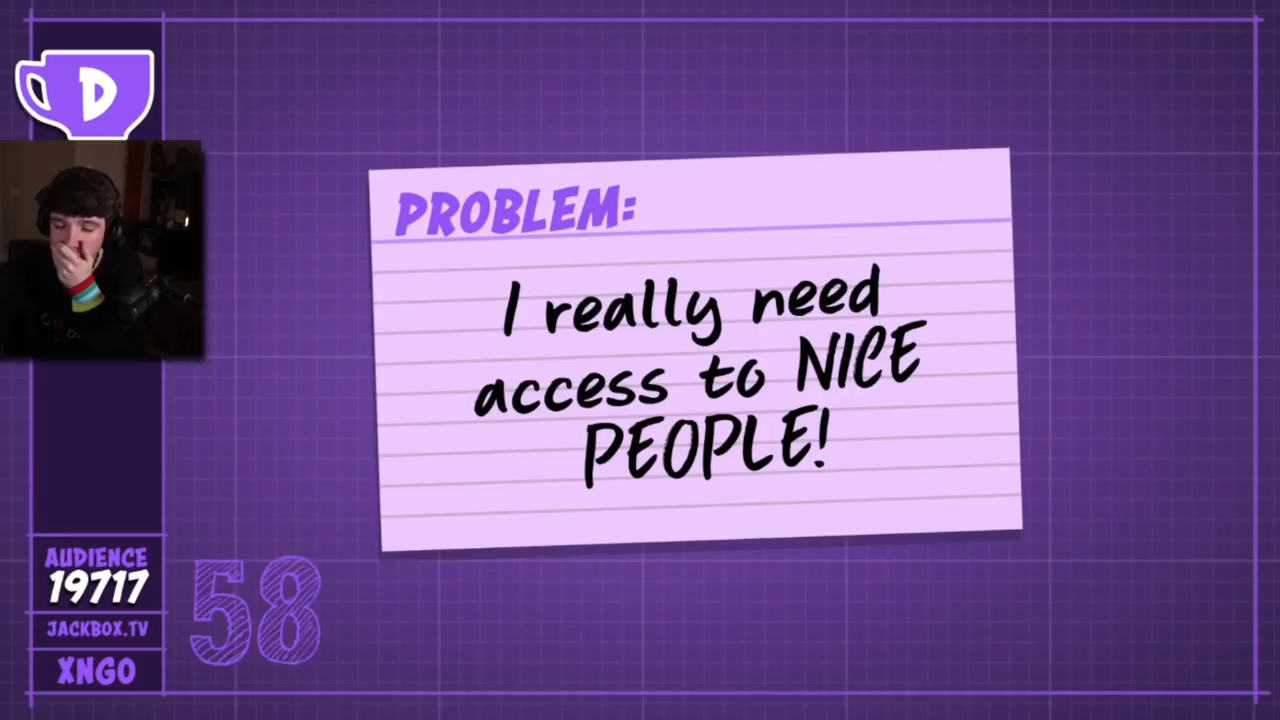 D
PROBLEM:
I really need
access to NICE
PEOPLE!
AUDIENCE
19717
JACKBOX.TV
XNGO
58